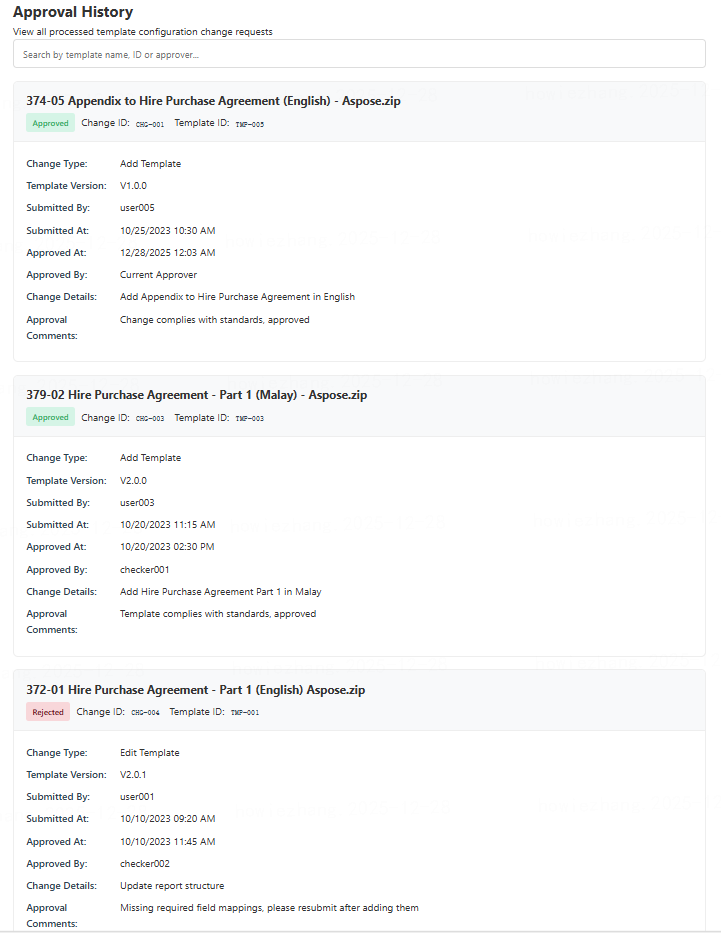 Approval History
View all processed template configuration change requests
Search by template name, ID or approver...
374-05 Appendix to Hire Purchase Agreement (English) - Aspose.zip
Approved Change ID: CHG-001 Template ID: TMP-005
Change Type: Add Template
Template Version: V1.0.0
Submitted By: user005
Submitted At: 10/25/2023 10:30 AM
Approved At: 12/28/2025 12:03 AM
Approved By: Current Approver
Change Details: Add Appendix to Hire Purchase Agreement in English
Approval Comments: Change complies with standards, approved
379-02 Hire Purchase Agreement - Part 1 (Malay) - Aspose.zip
Approved Change ID: CHG-003 Template ID: TMP-003
Change Type: Add Template
Template Version: V2.0.0
Submitted By: user003
Submitted At: 10/20/2023 11:15 AM
Approved At: 10/20/2023 02:30 PM
Approved By: checker001
Change Details: Add Hire Purchase Agreement Part 1 in Malay
Approval Comments: Template complies with standards, approved
372-01 Hire Purchase Agreement - Part 1 (English) Aspose.zip
Rejected Change ID: CHG-004 Template ID: TMP-001
Change Type: Edit Template
Template Version: V2.0.1
Submitted By: user001
Submitted At: 10/10/2023 09:20 AM
Approved At: 10/10/2023 11:45 AM
Approved By: checker002
Change Details: Update report structure
Approval Comments: Missing required field mappings, please resubmit after adding them